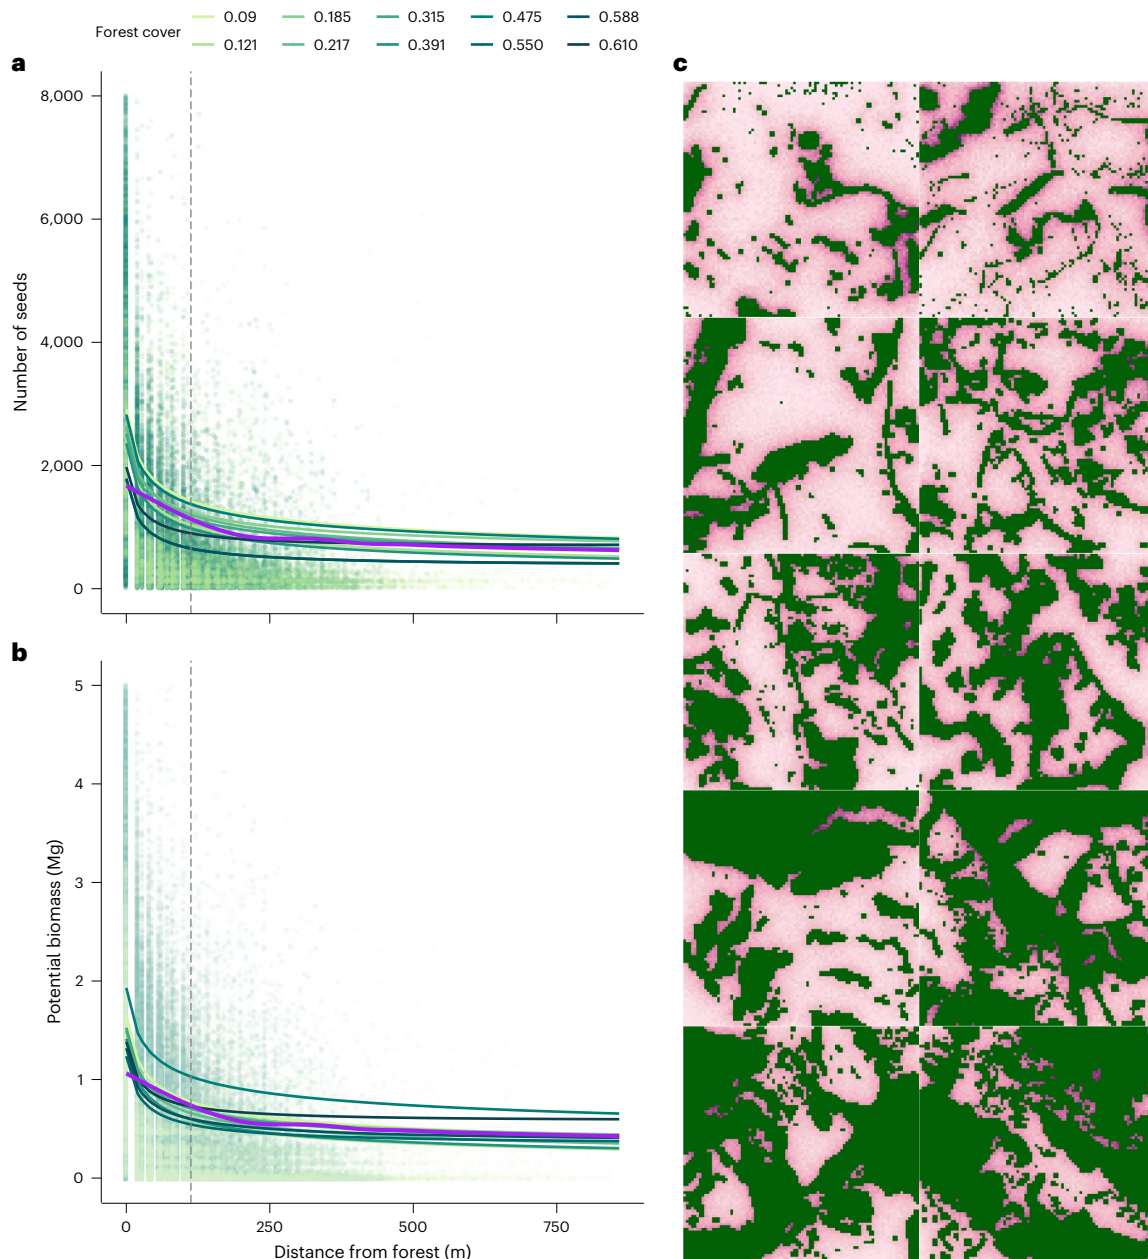 Forest cover
0.09 0.185 0.315 0.475 0.588
0.121 0.217 0.391 0.550 0.610
a
8,000
6,000
4,000
2,000
0
Number of seeds
b
5
4
3
2
1
0
Potential biomass (Mg)
0 250 500 750
Distance from forest (m)
c